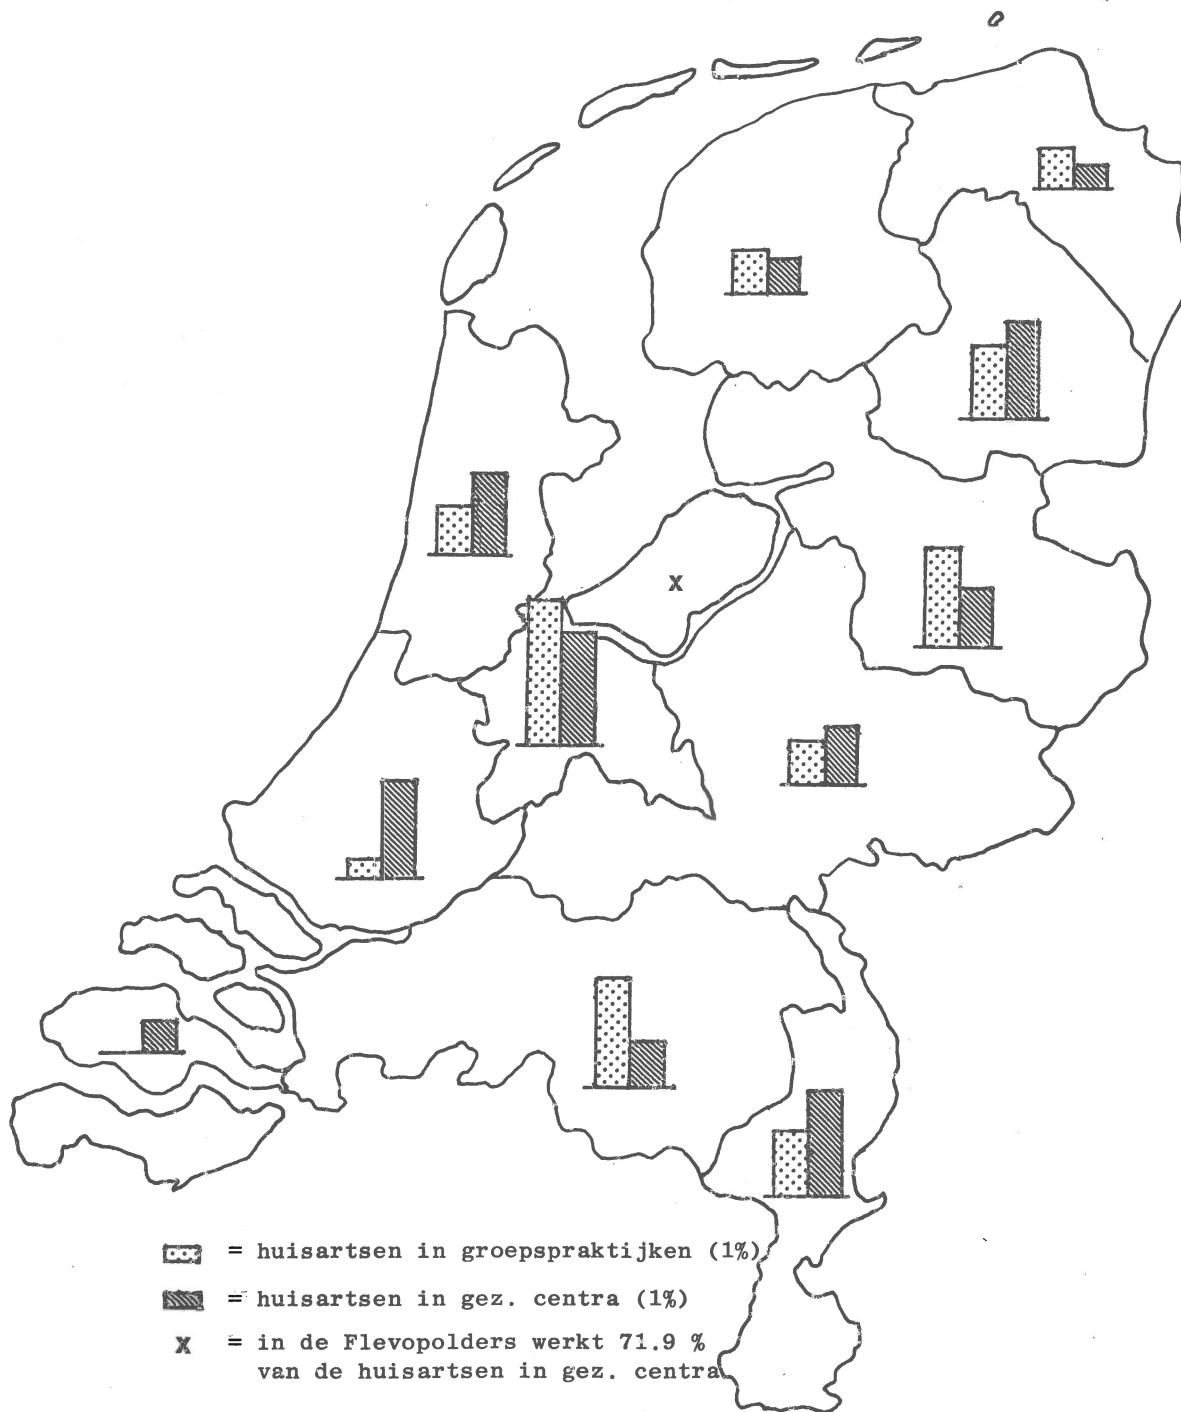 = huisartsen in groepspraktijken (1%)
= huisartsen in gez. centra (1%)
X = in de Flevopolders werkt 71.9 %
van de huisartsen in gez. centra
X